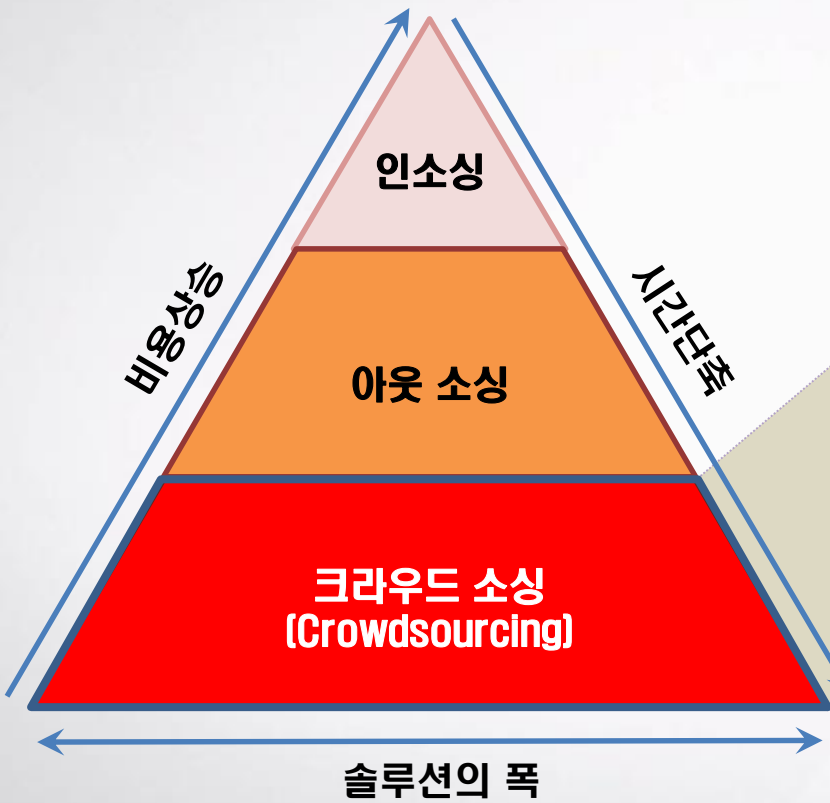 인소싱
비용상승
시간단축
아웃 소싱
크라우드 소싱
(Crowdsourcing)
솔루션의 폭